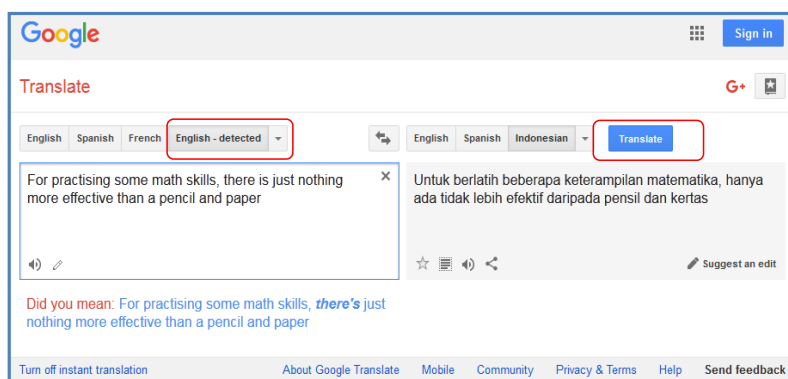 Google
Sign in
Translate
G+
English Spanish French English - detected
English Spanish Indonesian Translate
For practising some math skills, there is just nothing
more effective than a pencil and paper
Untuk berlatih beberapa keterampilan matematika, hanya
ada tidak lebih efektif daripada pensil dan kertas
Suggest an edit
Did you mean: For practising some math skills, there's just
nothing more effective than a pencil and paper
Turn off instant translation About Google Translate Mobile Community Privacy & Terms Help Send feedback